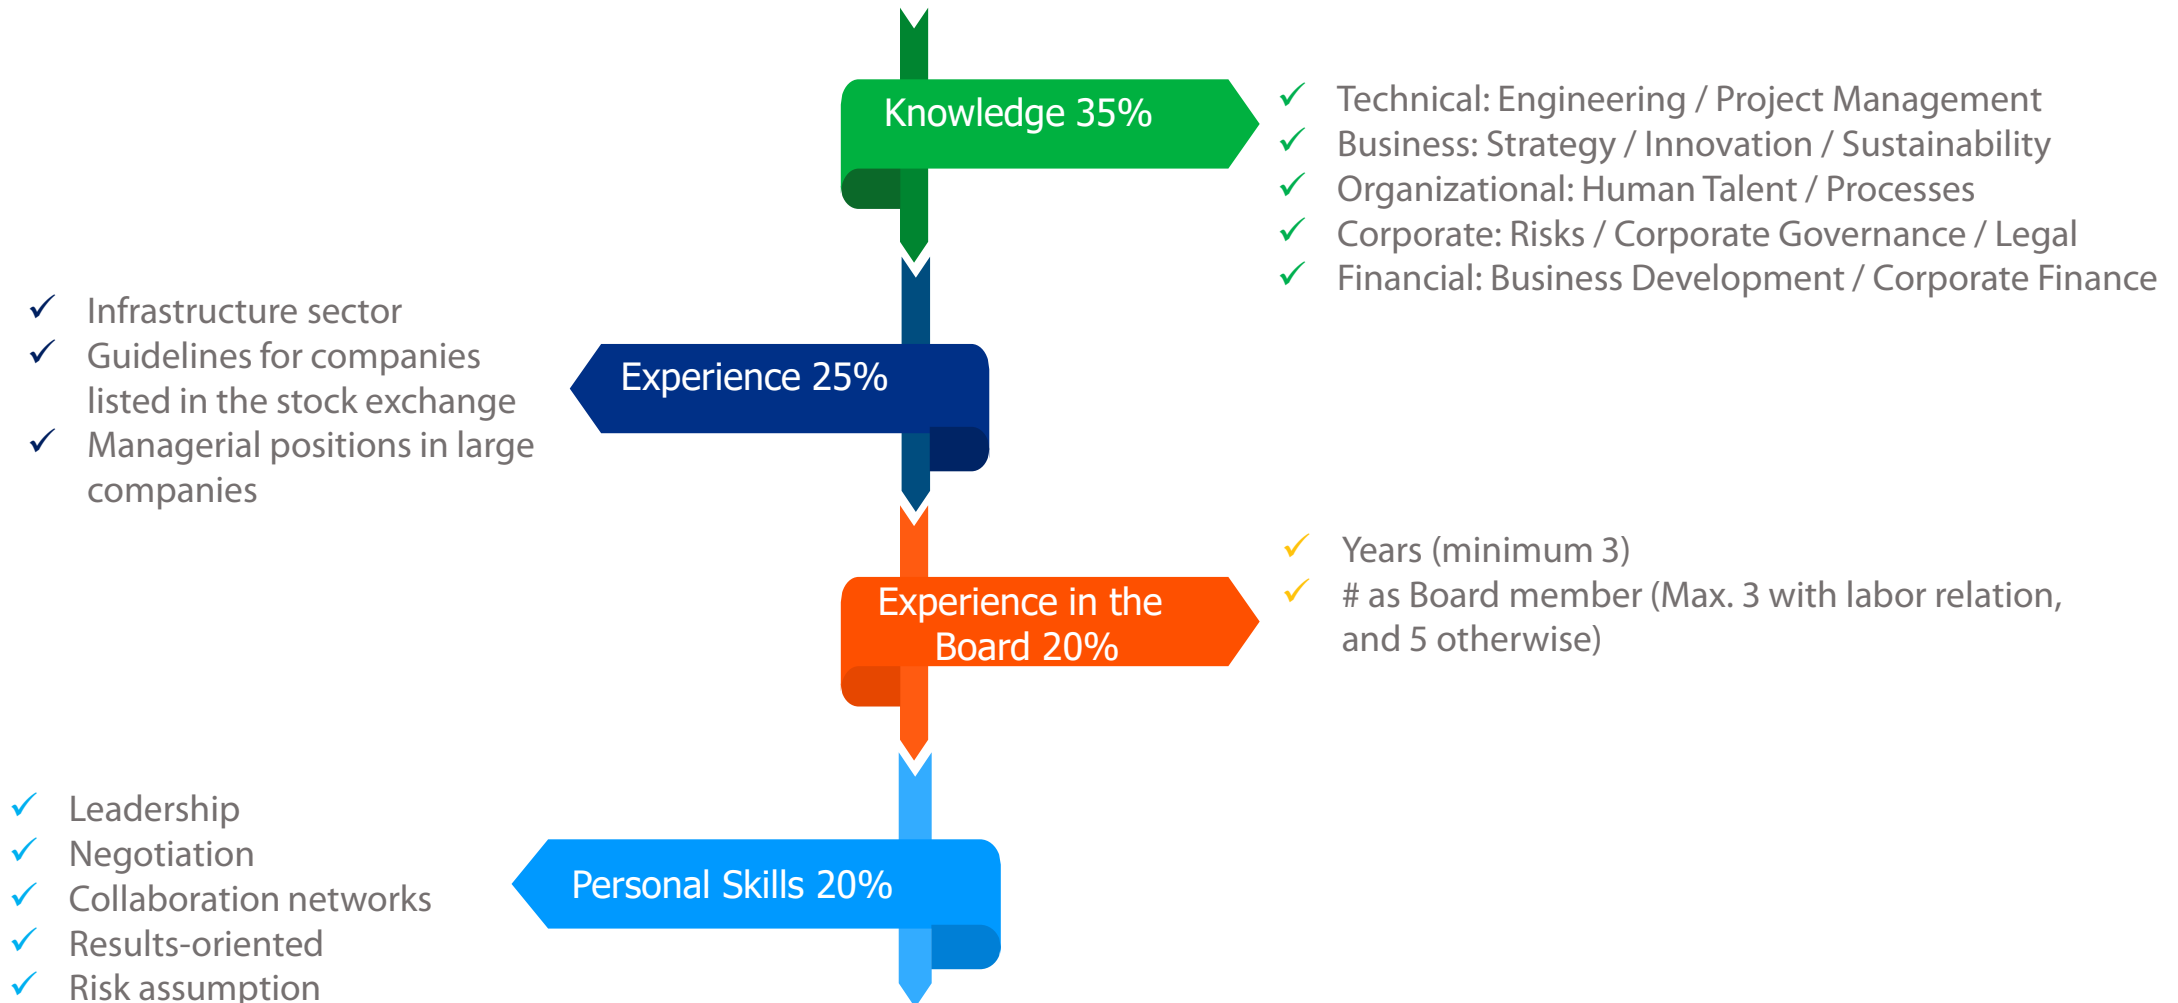 Knowledge 35%
Technical: Engineering / Project Management
Business: Strategy / Innovation / Sustainability
Organizational: Human Talent / Processes
Corporate: Risks / Corporate Governance / Legal
Financial: Business Development / Corporate Finance
Infrastructure sector
Guidelines for companies
listed in the stock exchange
Managerial positions in large
companies
Experience 25%
Experience in the
Board 20%
Years (minimum 3)
# as Board member (Max. 3 with labor relation,
and 5 otherwise)
Leadership
Negotiation
Collaboration networks
Results-oriented
Risk assumption
Personal Skills 20%